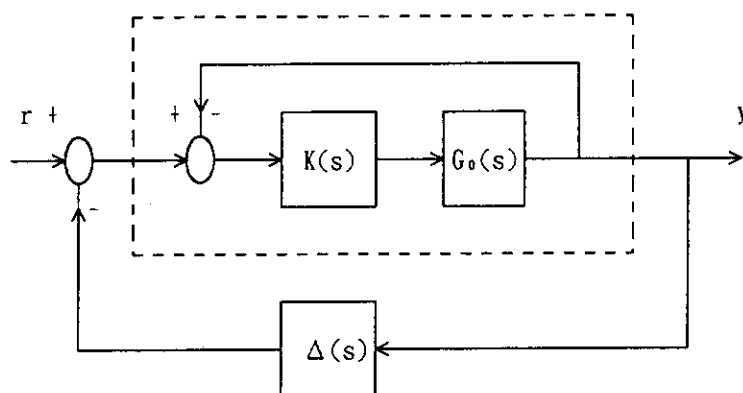 r +
+
-
K(s)
G₀(s)
y
-
Δ(s)